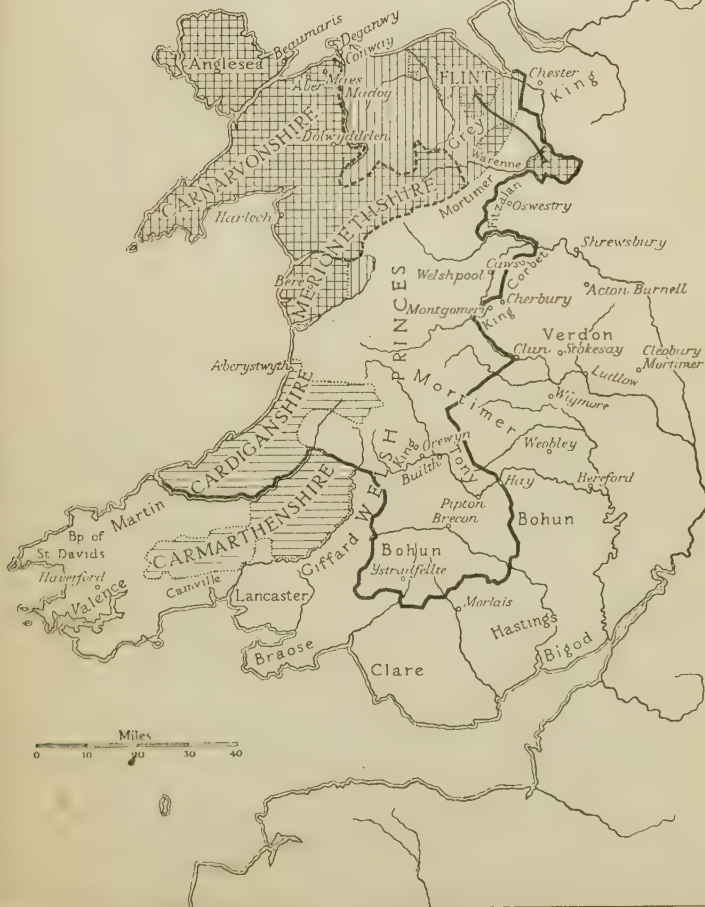 Beaumaris
Deganwy
Conway
Anglesea
Aber
Maes
Madog
FLINT
Chester
King
Dolwyddelen
Grey
Warenne
CARNARVONSHIRE
Mortimer
Fitzalan
Oswestry
Harlech
MERIONETHSHIRE
Shrewsbury
Caws
Corbet
Welshpool
Bere
Acton Burnell
Montgomery
Cherbury
King
Verdon
WELSH PRINCES
Clun
Stokesay
Cleobury
Mortimer
Aberystwyth
Ludlow
Mortimer
Wigmore
CARDIGANSHIRE
Weobley
King
Orewyn
Builth
Tony
Hay
Hereford
Martin
CARMARTHENSHIRE
Pipton
Brecon
Bohun
Bp of
St. Davids
Giffard
Bohun
Haverford
Ystradfellte
Valence
Camville
Lancaster
Morlais
Hastings
Braose
Bigod
Clare
Miles
0 10 20 30 40